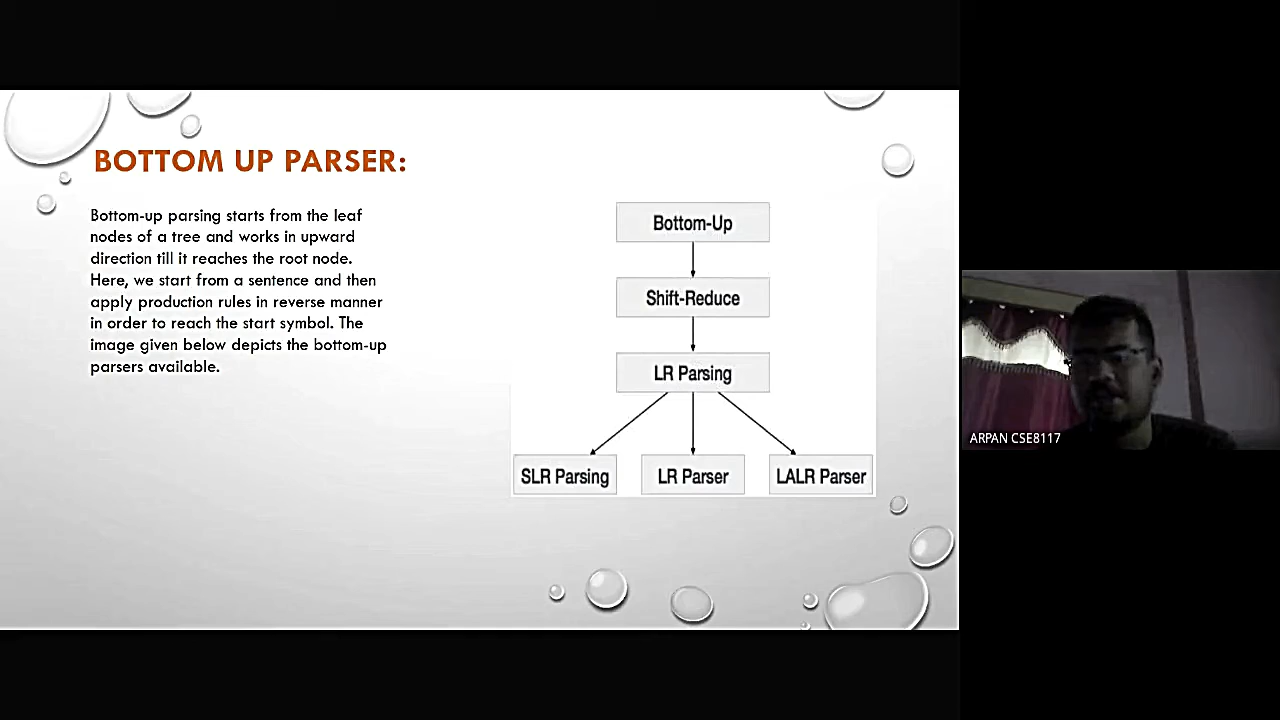 BOTTOM UP PARSER:
Bottom-up parsing starts from the leaf
nodes of a tree and works in upward
direction till it reaches the root node.
Here, we start from a sentence and then
apply production rules in reverse manner
in order to reach the start symbol. The
image given below depicts the bottom-up
parsers available.
Bottom-Up
Shift-Reduce
LR Parsing
SLR Parsing
LR Parser
LALR Parser
ARPAN CSE8117